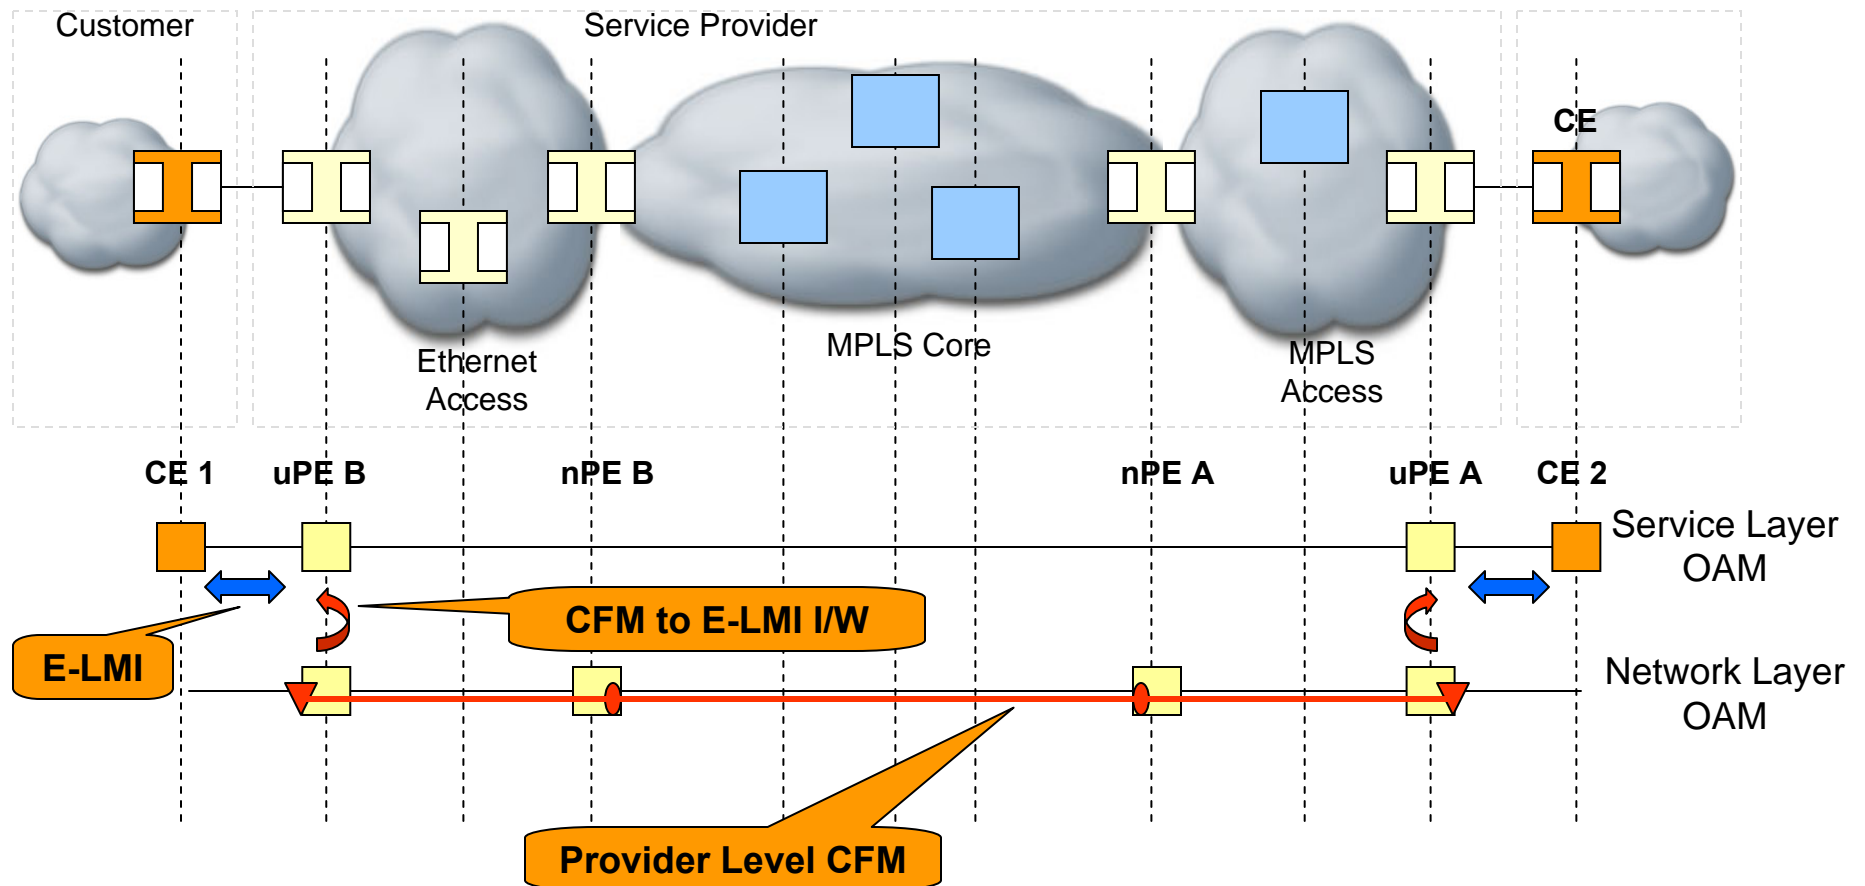 Customer
Service Provider
CE
Ethernet
Access
MPLS Core
MPLS
Access
CE 1
uPE B
nPE B
nPE A
uPE A
CE 2
Service Layer
OAM
CFM to E-LMI I/W
E-LMI
Network Layer
OAM
Provider Level CFM